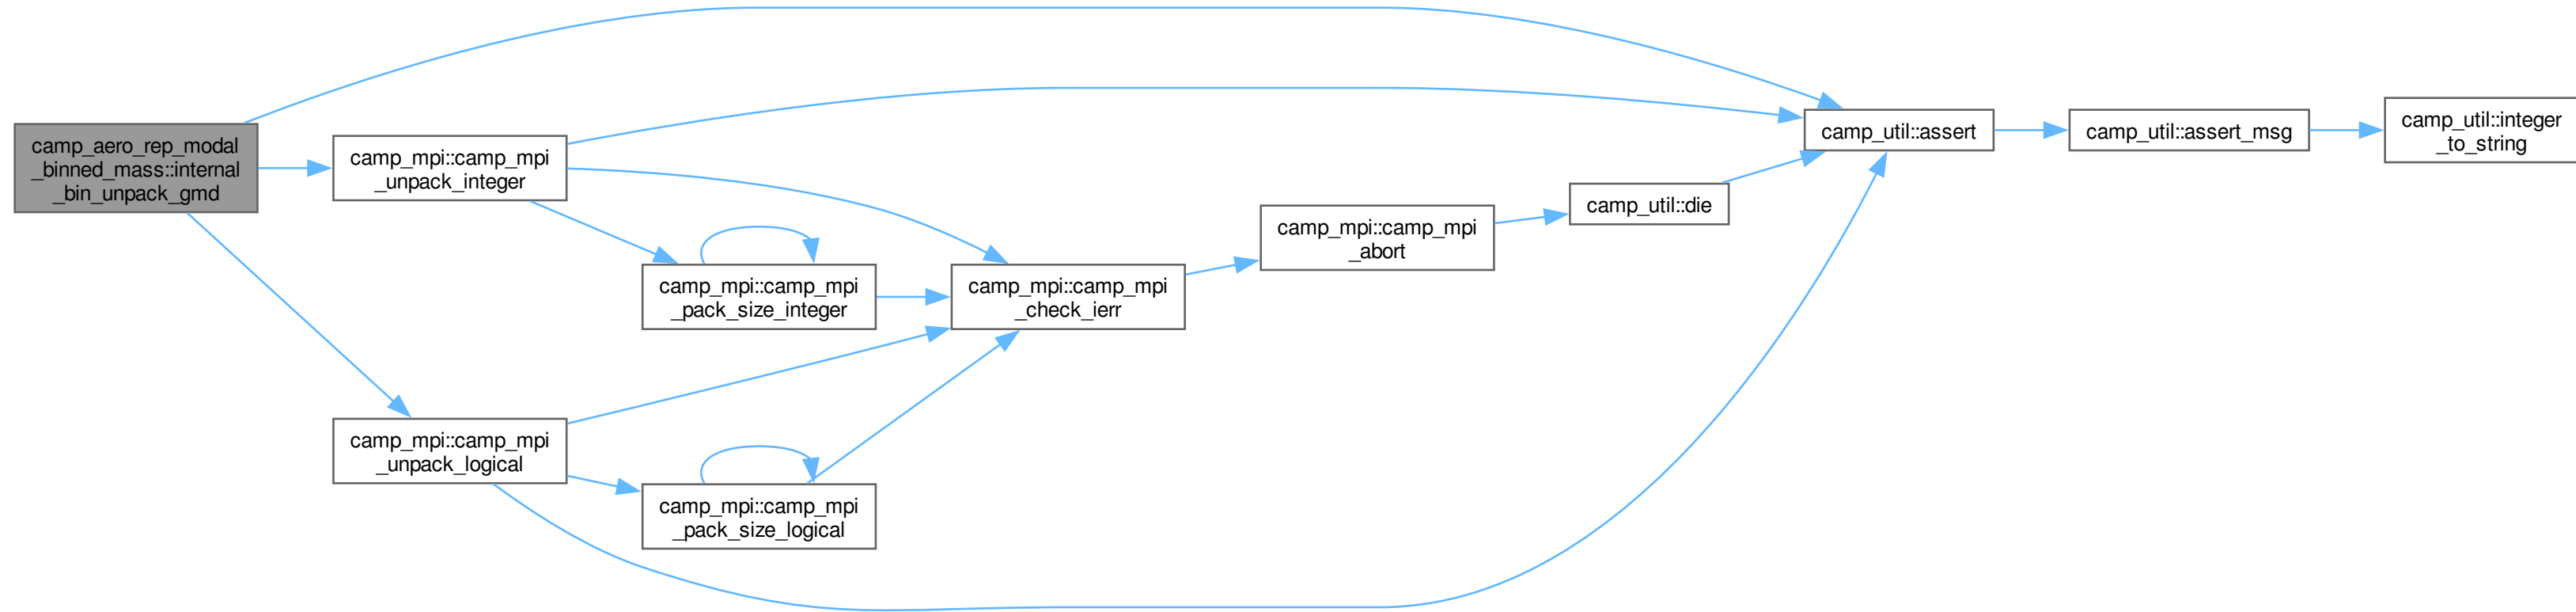 camp_aero_rep_modal
_binned_mass::internal
_bin_unpack_gmd
camp_mpi::camp_mpi
_unpack_integer
camp_mpi::camp_mpi
_pack_size_integer
camp_mpi::camp_mpi
_check_ierr
camp_mpi::camp_mpi
_abort
camp_util::die
camp_util::assert
camp_util::assert_msg
camp_util::integer
_to_string
camp_mpi::camp_mpi
_unpack_logical
camp_mpi::camp_mpi
_pack_size_logical